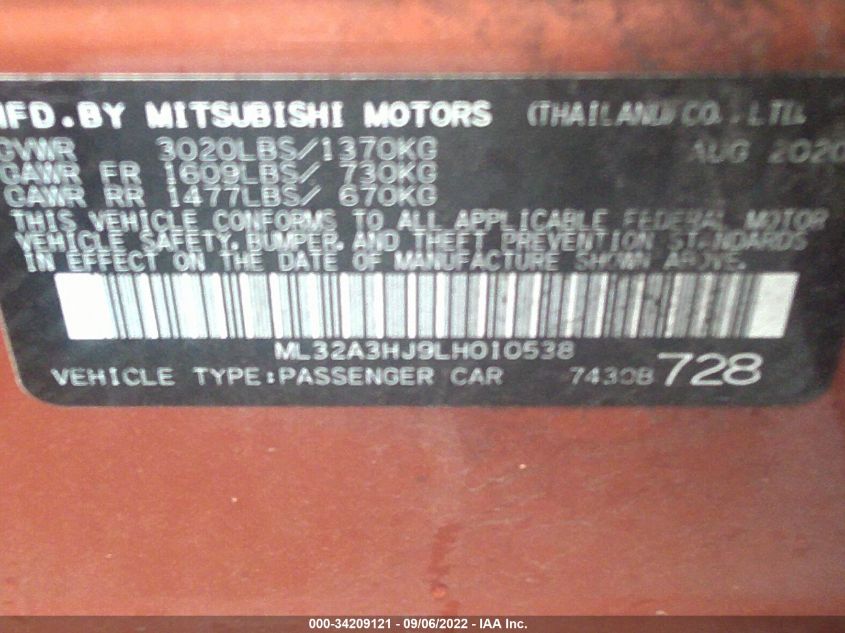 MFD.BY MITSUBISHI MOTORS (THAILAND) CO.,LTD.
GVWR 3020LBS/1370KG AUG 2020
GAWR FR 1609LBS/ 730KG
GAWR RR 1477LBS/ 670KG
THIS VEHICLE CONFORMS TO ALL APPLICABLE FEDERAL MOTOR
VEHICLE SAFETY,BUMPER,AND THEFT PREVENTION STANDARDS
IN EFFECT ON THE DATE OF MANUFACTURE SHOWN ABOVE.
ML32A3HJ9LH010538
VEHICLE TYPE:PASSENGER CAR 7430B 728
000-34209121 - 09/06/2022 - IAA Inc.